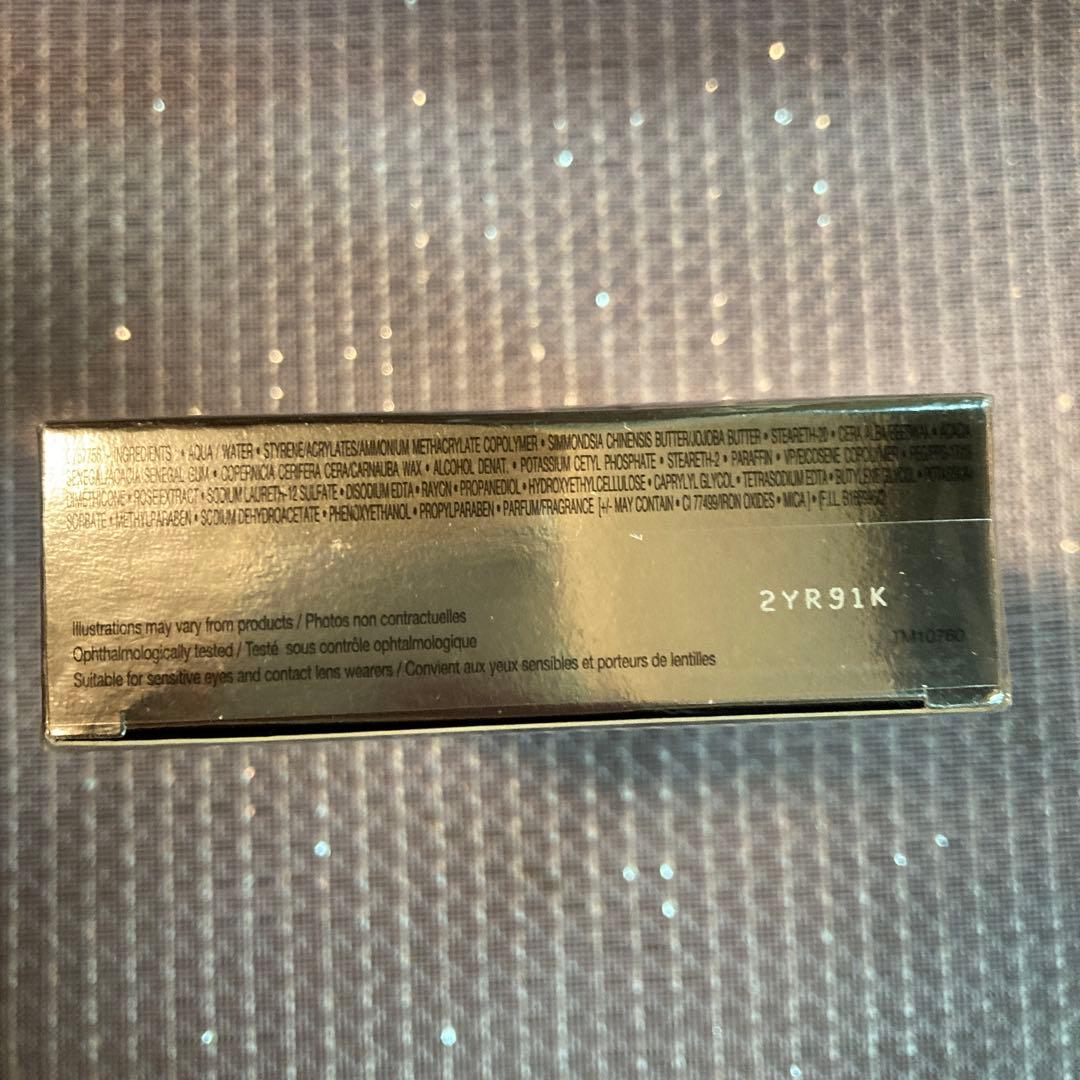 INGREDIENTS • AQUA / WATER • STYRENE/ACRYLATES/AMMONIUM METHACRYLATE COPOLYMER • SIMMONDSIA CHINENSIS BUTTER/JOJOBA BUTTER • STEARETH-20 • CERA ALBA/BEESWAX • ACACIA
SENEGAL/ACACIA SENEGAL GUM • COPERNICIA CERIFERA CERA/CARNAUBA WAX • ALCOHOL DENAT. • POTASSIUM CETYL PHOSPHATE • STEARETH-2 • PARAFFIN • VP/EICOSENE COPOLYMER •
DIMETHICONE • ROSE EXTRACT • SODIUM LAURETH-12 SULFATE • DISODIUM EDTA • RAYON • PROPANEDIOL • HYDROXYETHYLCELLULOSE • CAPRYLYL GLYCOL • TETRASODIUM EDTA • BUTYLENE GLYCOL • POTASSIUM
SORBATE • METHYLPARABEN • SODIUM DEHYDROACETATE • PHENOXYETHANOL • PROPYLPARABEN • PARFUM/FRAGRANCE [+/- MAY CONTAIN • CI 77499/IRON OXIDES • MICA] • (F.I.L.
2YR91K
Illustrations may vary from products / Photos non contractuelles
Ophthalmologically tested / Testé sous contrôle ophtalmologique
TM10760
Suitable for sensitive eyes and contact lens wearers / Convient aux yeux sensibles et porteurs de lentilles